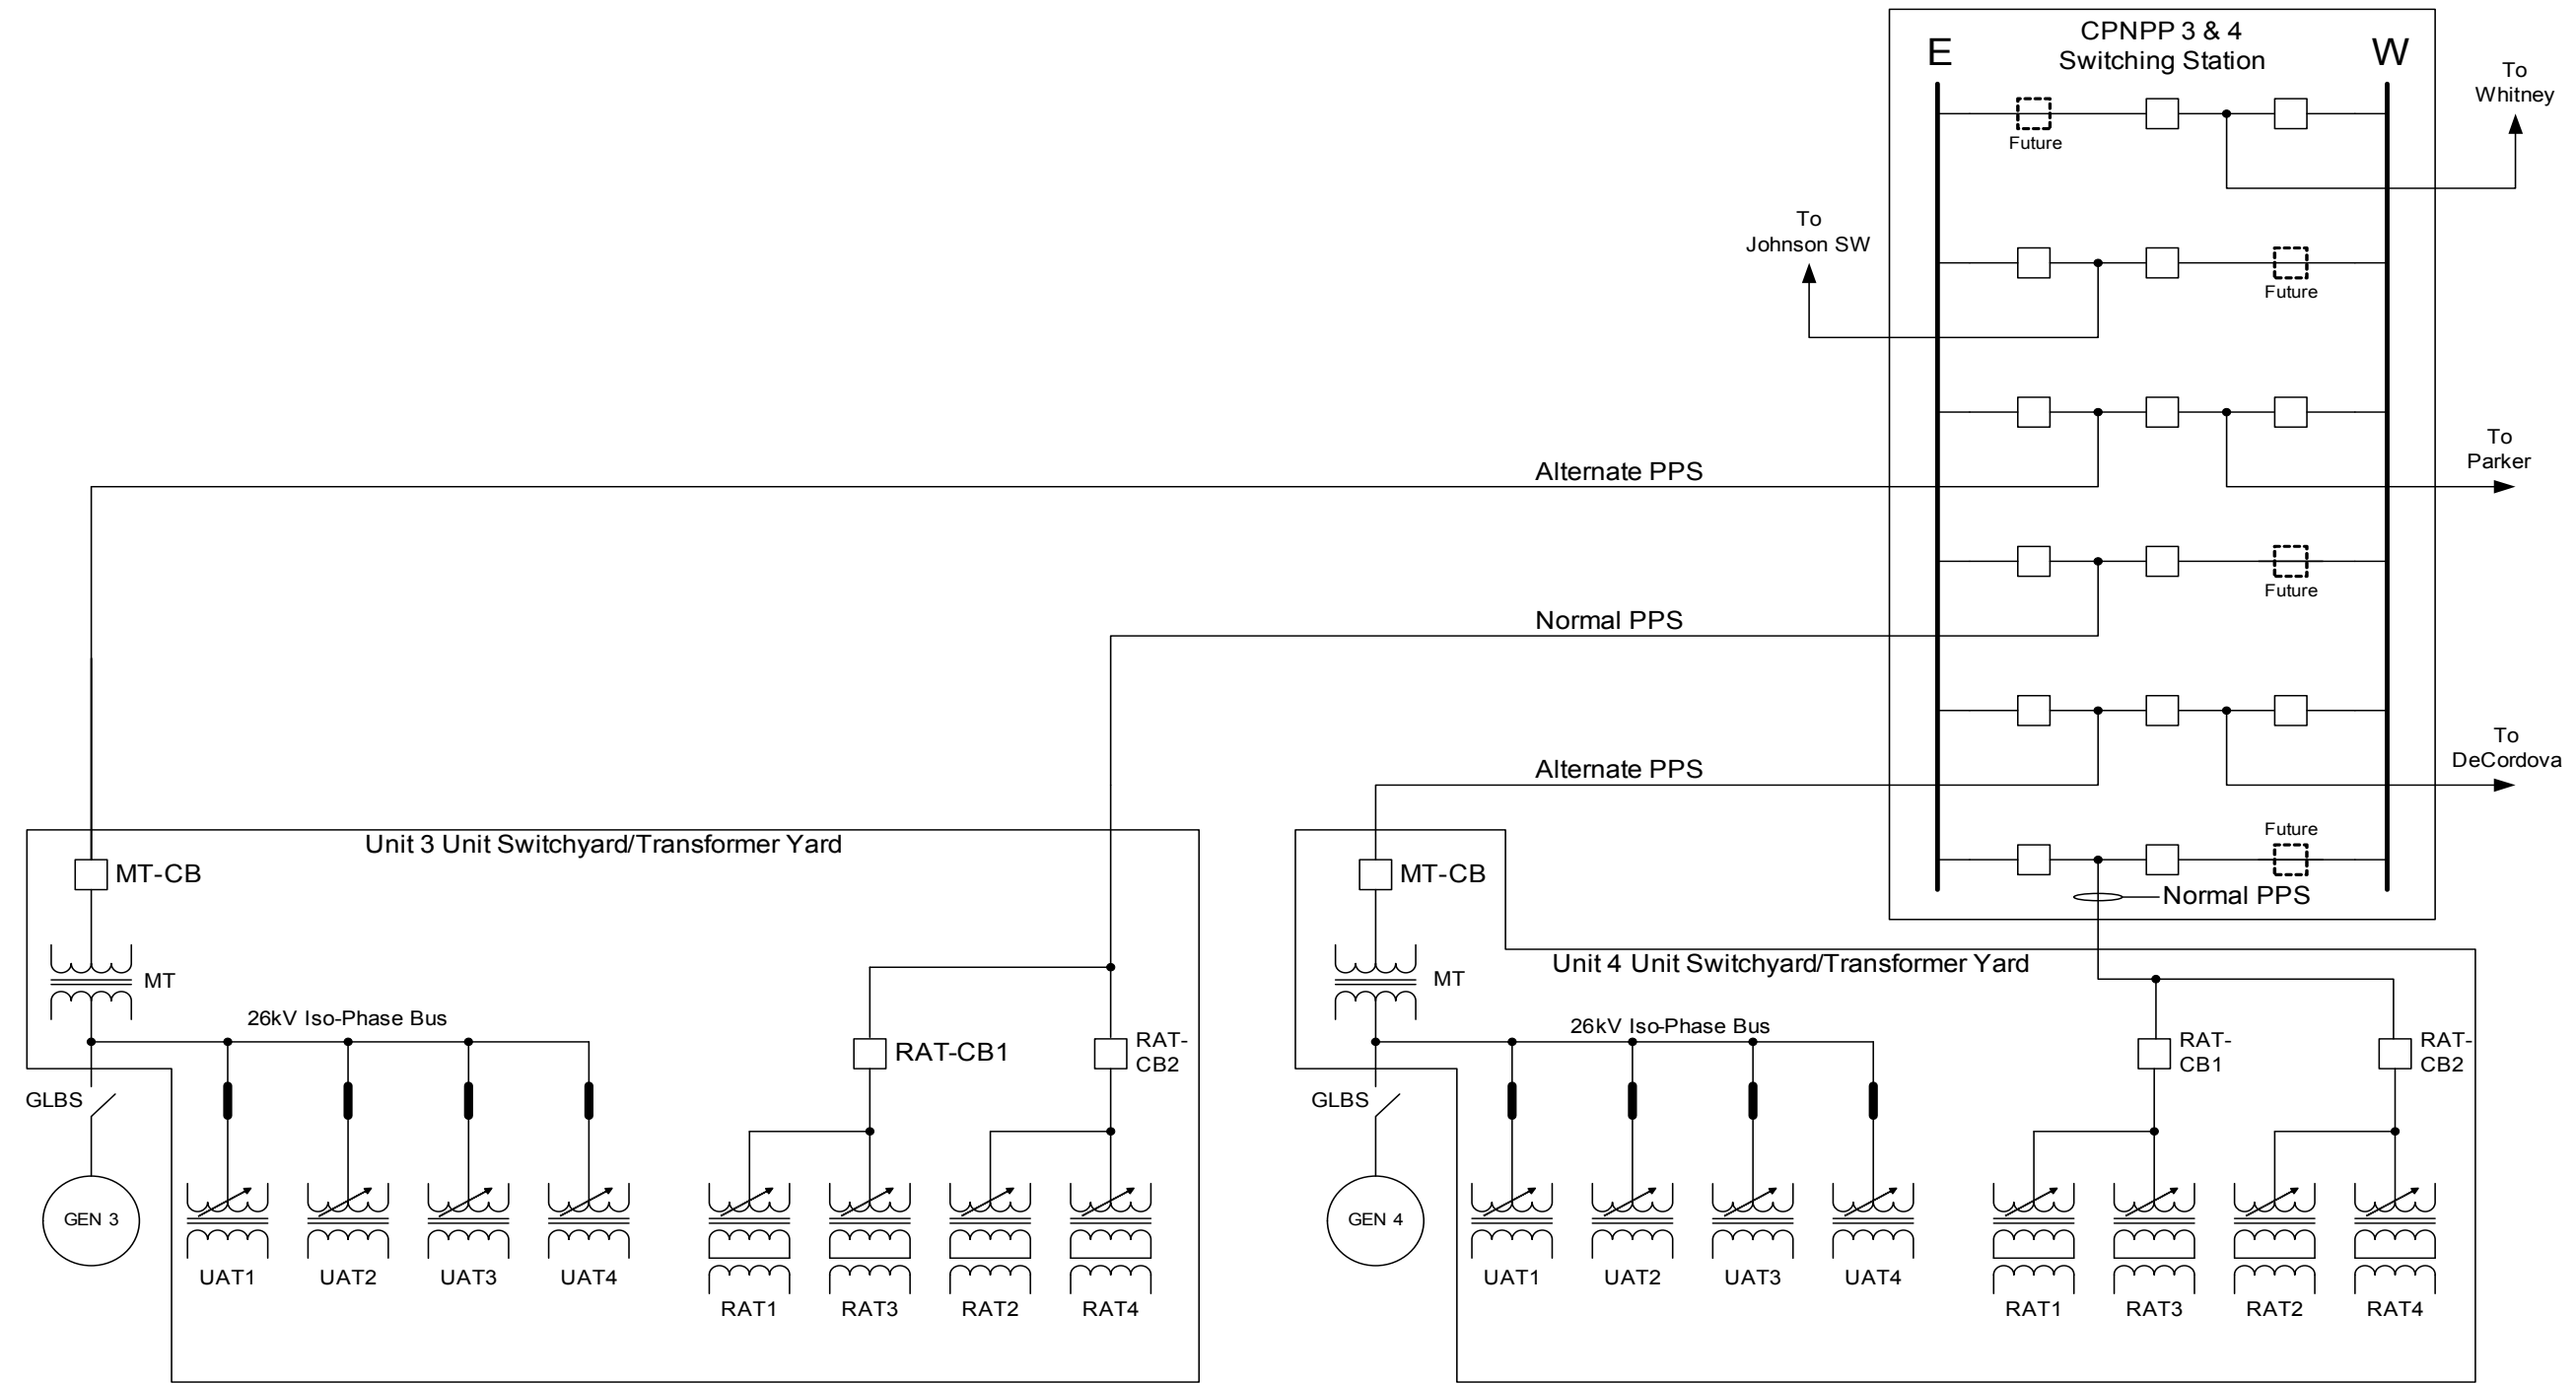 CPNPP 3 & 4
Switching Station
E
W
To
Whitney
Future
To
Johnson SW
Future
To
Parker
Alternate PPS
Future
Normal PPS
To
DeCordova
Alternate PPS
Future
Normal PPS
Unit 3 Unit Switchyard/Transformer Yard
MT-CB
MT
26kV Iso-Phase Bus
RAT-CB1
RAT-
CB2
GLBS
GEN 3
UAT1
UAT2
UAT3
UAT4
RAT1
RAT3
RAT2
RAT4
MT-CB
Unit 4 Unit Switchyard/Transformer Yard
MT
26kV Iso-Phase Bus
RAT-
CB1
RAT-
CB2
GLBS
GEN 4
UAT1
UAT2
UAT3
UAT4
RAT1
RAT3
RAT2
RAT4